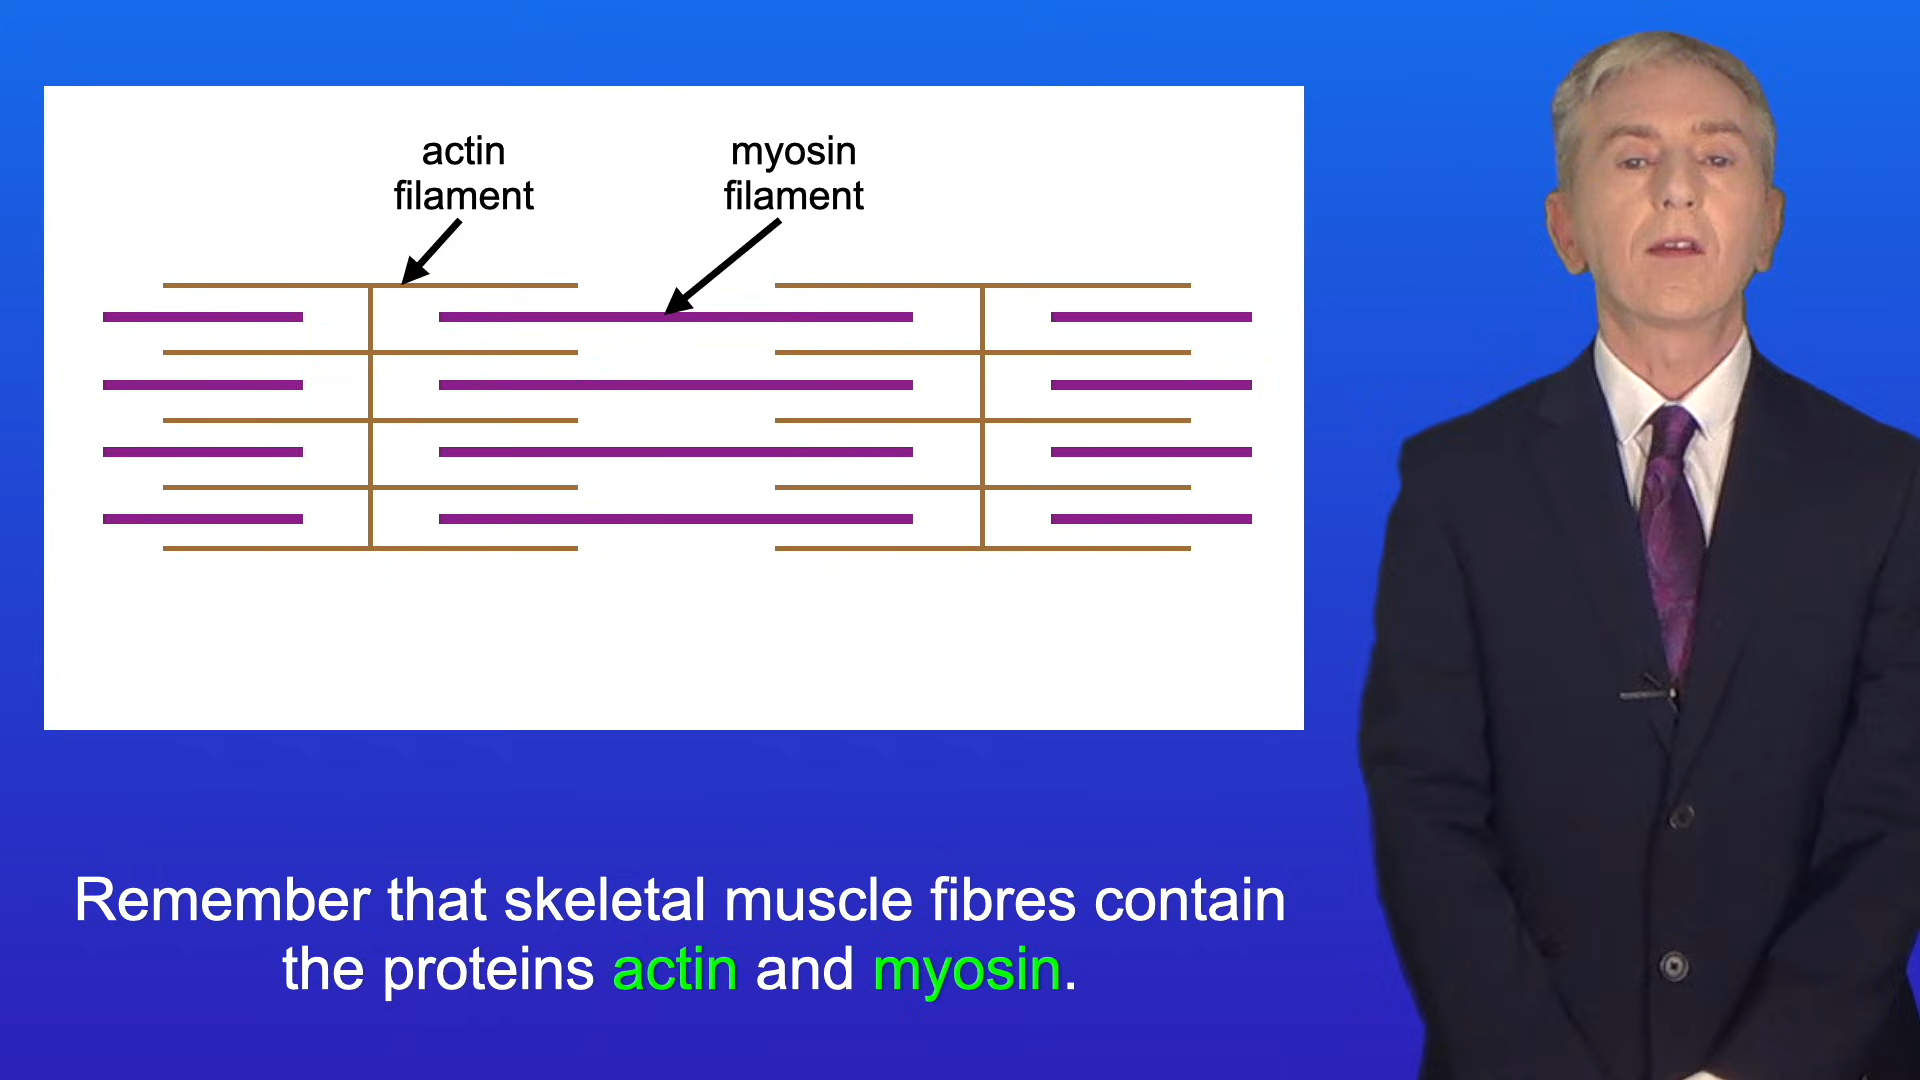 actin
filament
myosin
filament
Remember that skeletal muscle fibres contain
the proteins actin and myosin.